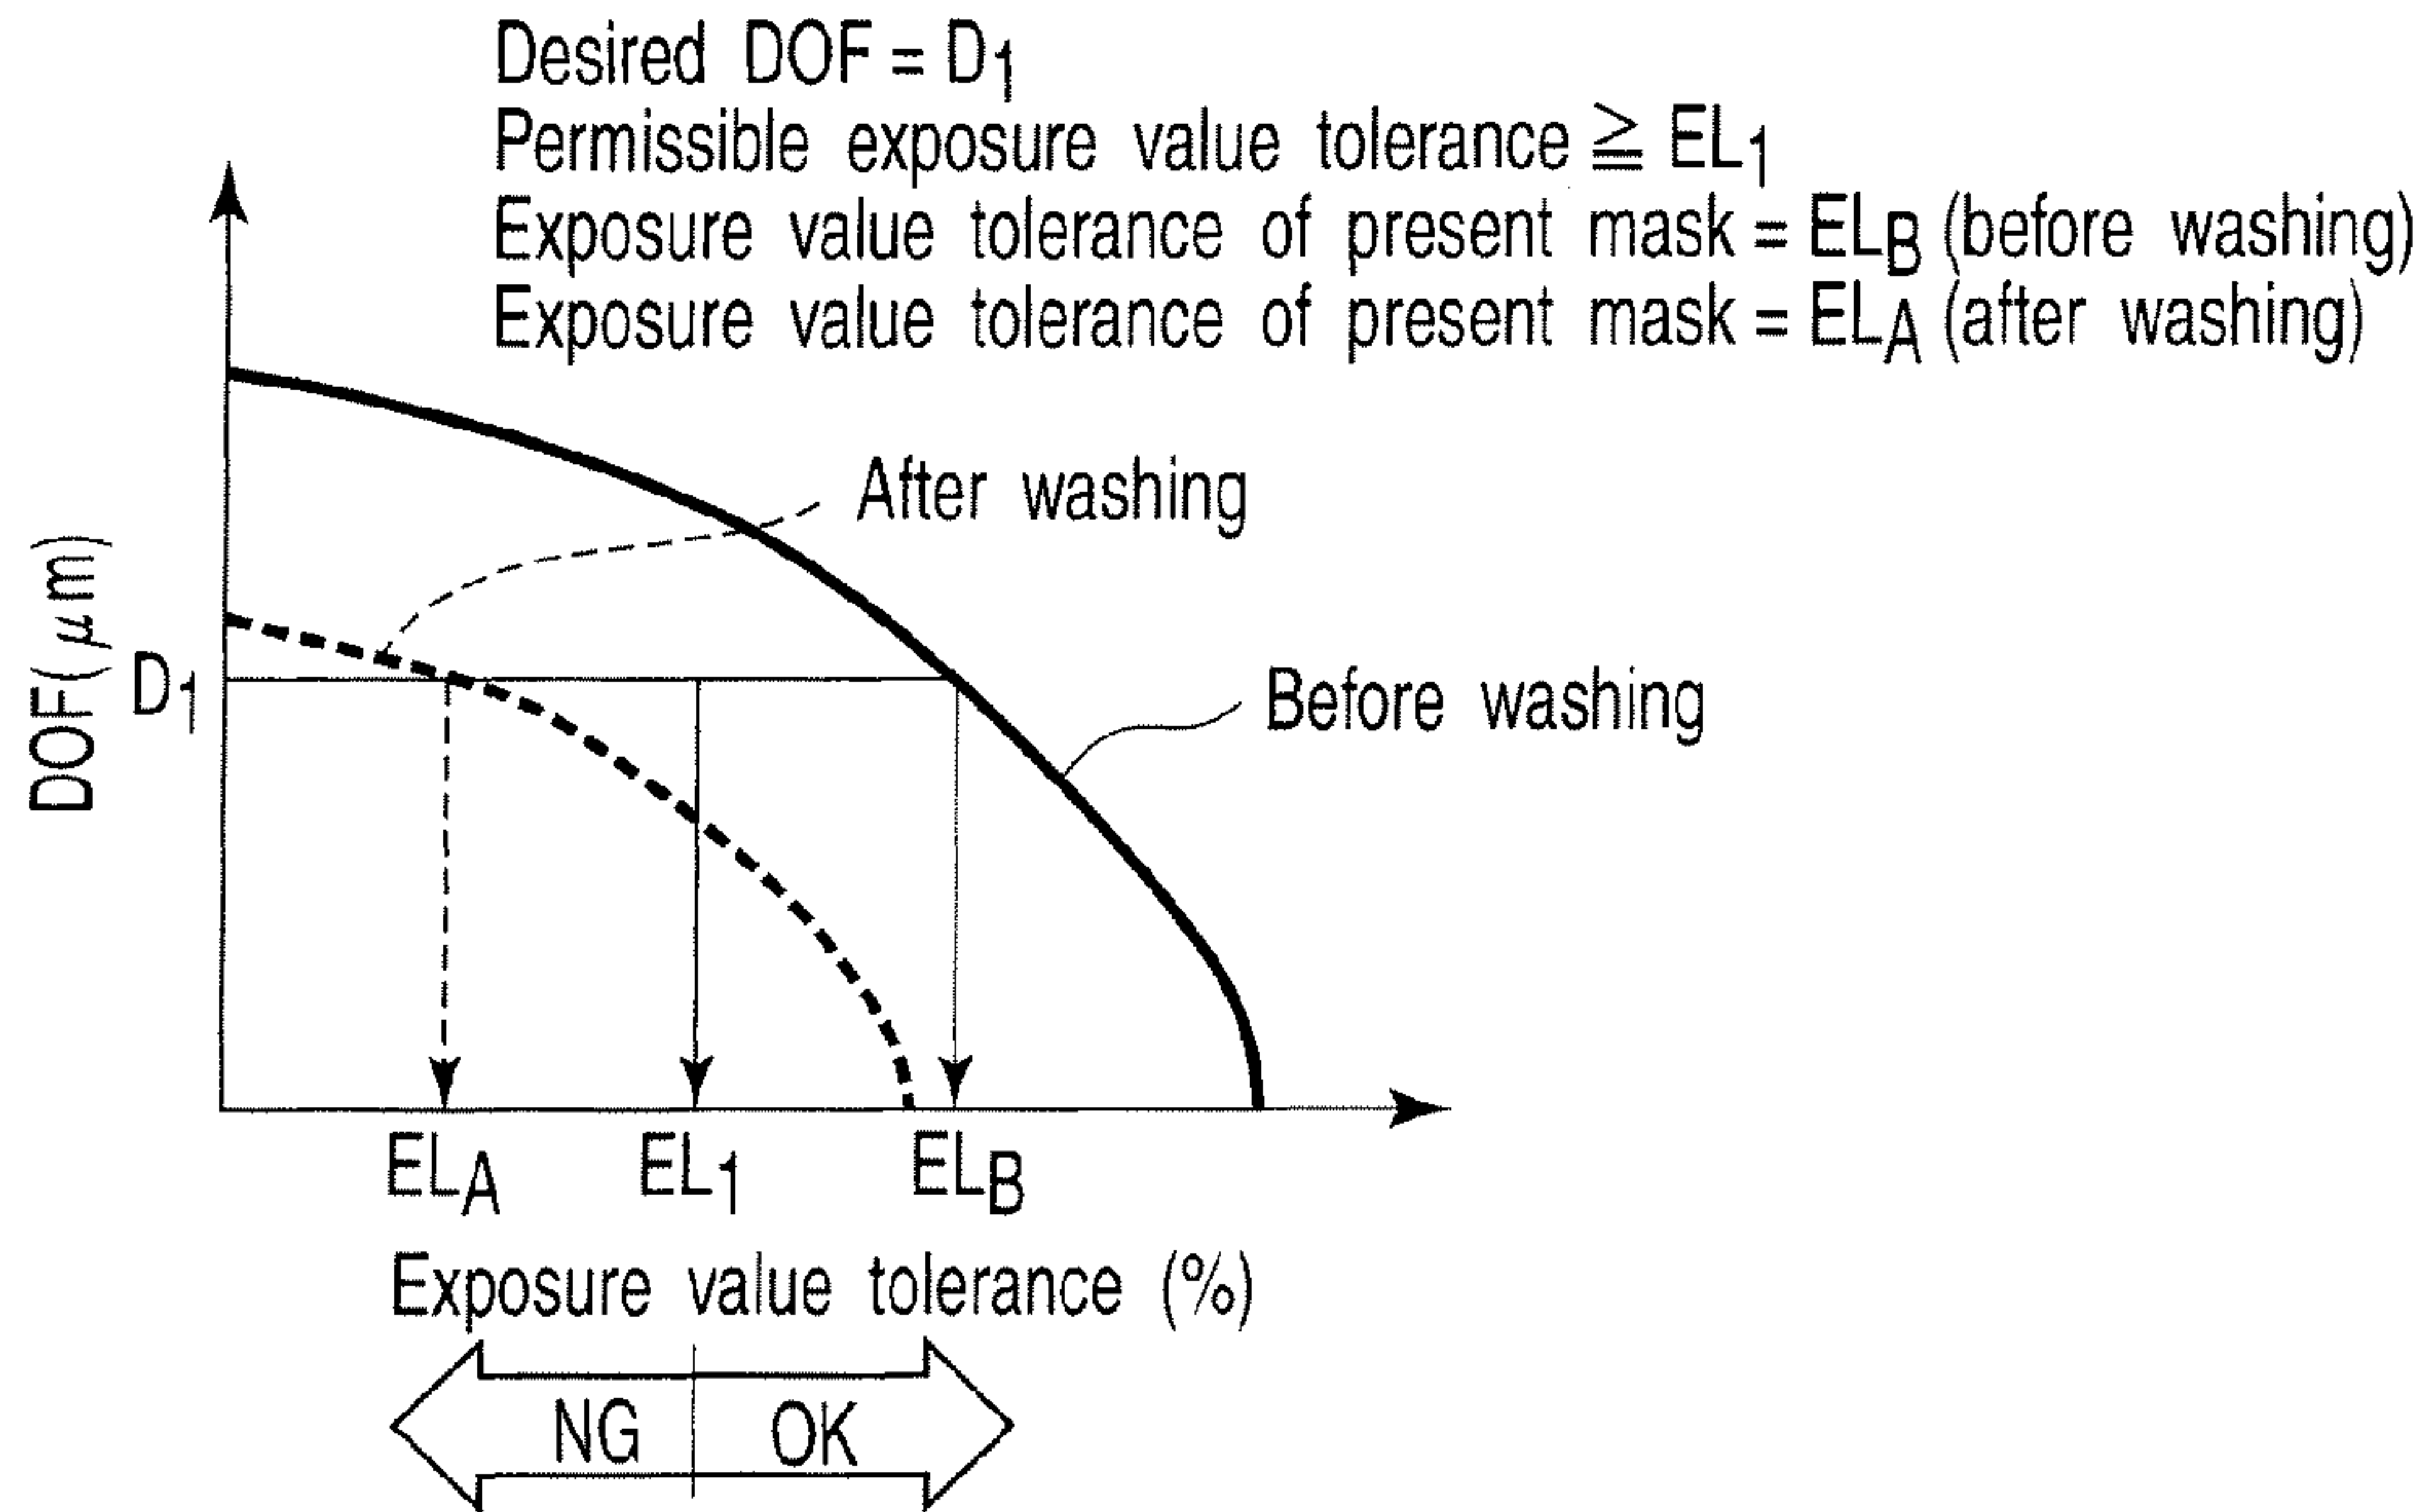 Desired DOF = D1
Permissible exposure value tolerance ≧ EL1
Exposure value tolerance of present mask = ELB (before washing)
Exposure value tolerance of present mask = ELA (after washing)
After washing
DOF(μm)
D1
Before washing
ELA EL1 ELB
Exposure value tolerance (%)
NG OK